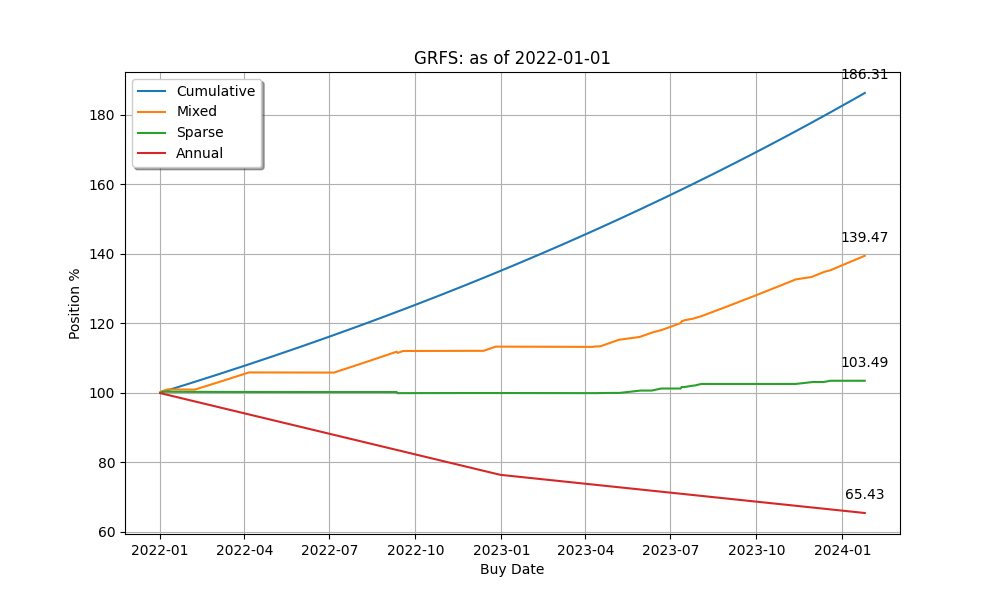 GRFS: as of 2022-01-01
186.31
Cumulative
Mixed
Sparse
Annual
180
160
140
120
100
80
60
139.47
103.49
65.43
Position %
2022-01 2022-04 2022-07 2022-10 2023-01 2023-04 2023-07 2023-10 2024-01
Buy Date